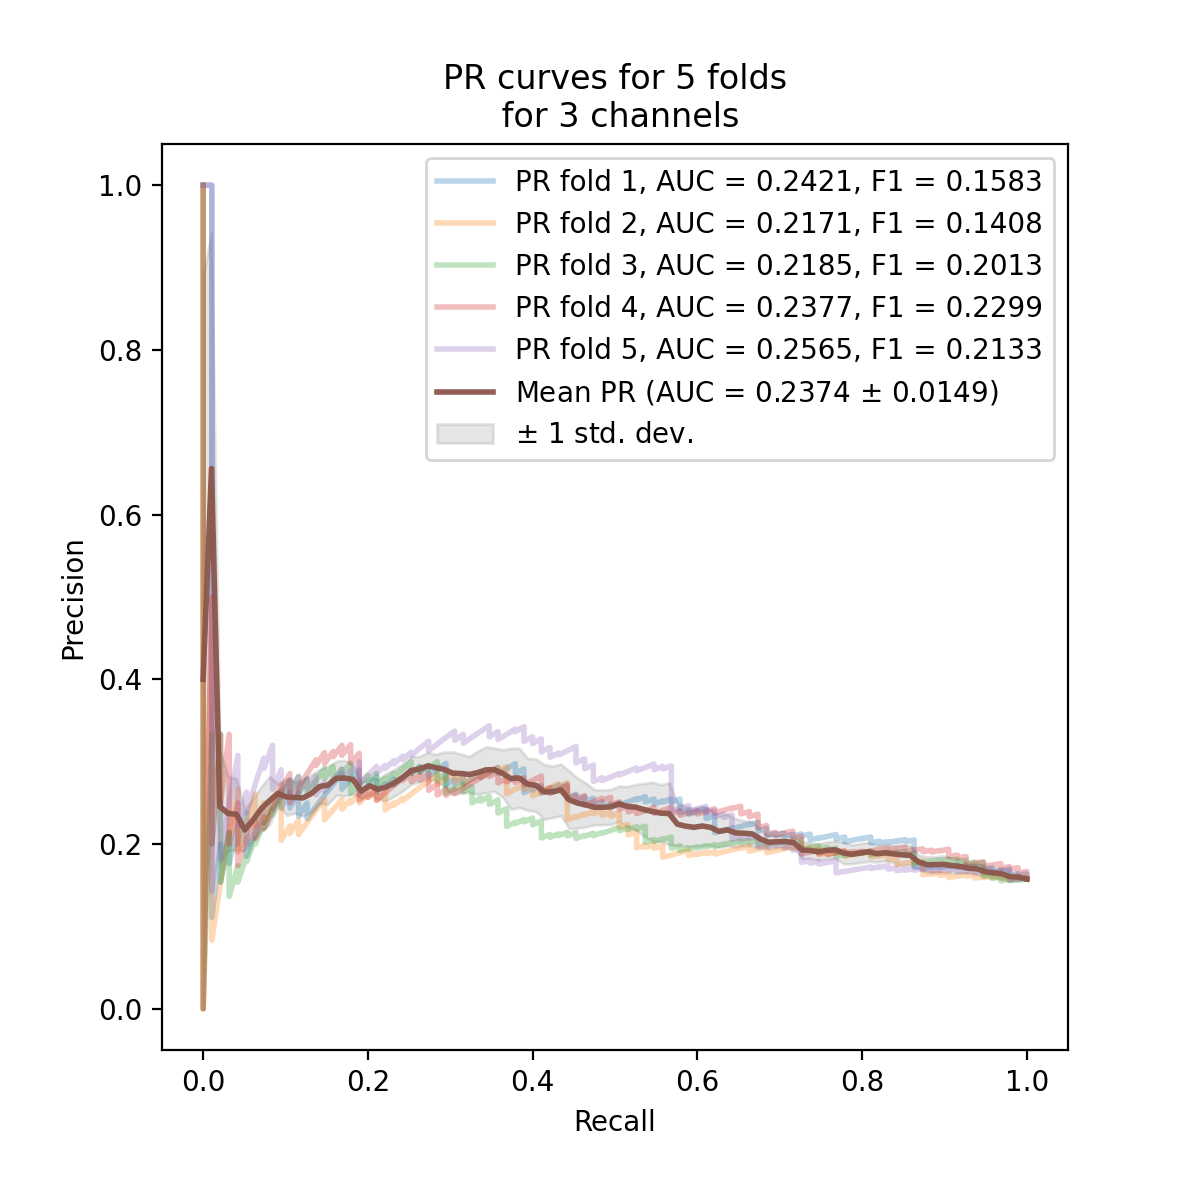 PR curves for 5 folds
for 3 channels
PR fold 1, AUC = 0.2421, F1 = 0.1583
PR fold 2, AUC = 0.2171, F1 = 0.1408
PR fold 3, AUC = 0.2185, F1 = 0.2013
PR fold 4, AUC = 0.2377, F1 = 0.2299
PR fold 5, AUC = 0.2565, F1 = 0.2133
Mean PR (AUC = 0.2374 ± 0.0149)
± 1 std. dev.
Precision
1.0
0.8
0.6
0.4
0.2
0.0
0.0 0.2 0.4 0.6 0.8 1.0
Recall